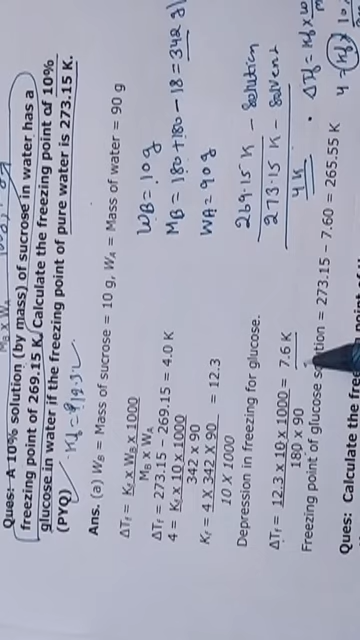 Ques: A 10% solution (by mass) of sucrose in water has a
freezing point of 269.15 K. Calculate the freezing point of 10%
glucose in water if the freezing point of pure water is 273.15 K.
(PYQ)
Ans. (a) WB = Mass of sucrose = 10 g, WA = Mass of water = 90 g
WB = 10g
ΔTf = Kf x WB x 1000
MB x WA
MB = 180 + 180 - 18 = 342 g
ΔTf = 273.15 - 269.15 = 4.0 K
4 = Kf x 10 x 1000
342 x 90
WA = 90g
Kf = 4 X 342 X 90 = 12.3
10 X 1000
269.15 K - Solution
273.15 K - Solvent
4K
Depression in freezing for glucose.
ΔTf = 12.3 x 10 x 1000 = 7.6 K
180 x 90
Freezing point of glucose solution = 273.15 - 7.60 = 265.55 K
Ques: Calculate the